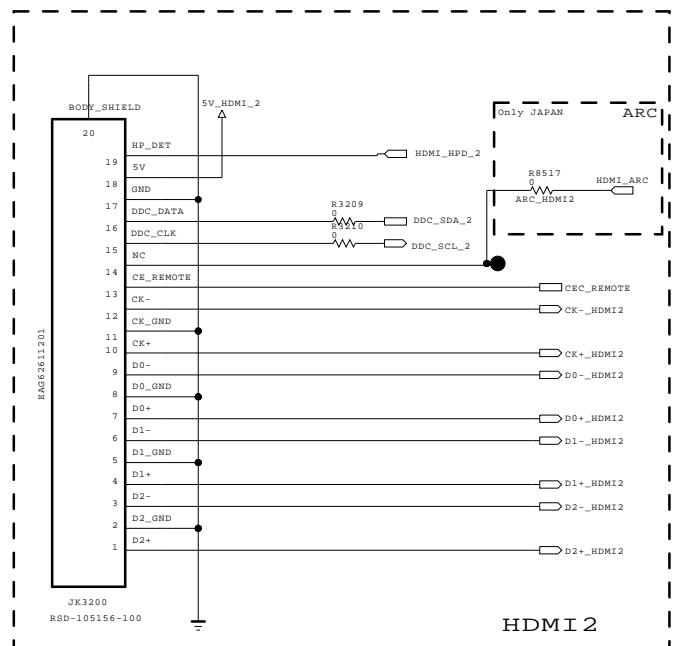 BODY_SHIELD
5V_HDMI_2
Only JAPAN
ARC
20
HP_DET
HDMI_HPD_2
19
5V
R8517
0
HDMI_ARC
ARC_HDMI2
18
GND
17
DDC_DATA
R3209
0
DDC_SDA_2
16
DDC_CLK
R3210
0
DDC_SCL_2
15
NC
14
CE_REMOTE
CEC_REMOTE
13
CK-
CK-_HDMI2
12
CK_GND
11
CK+
CK+_HDMI2
10
D0-
D0-_HDMI2
9
D0_GND
8
D0+
D0+_HDMI2
7
D1-
D1-_HDMI2
6
D1_GND
5
D1+
D1+_HDMI2
4
D2-
D2-_HDMI2
3
D2_GND
2
D2+
D2+_HDMI2
1
EAG62611201
JK3200
RSD-105156-100
HDMI2